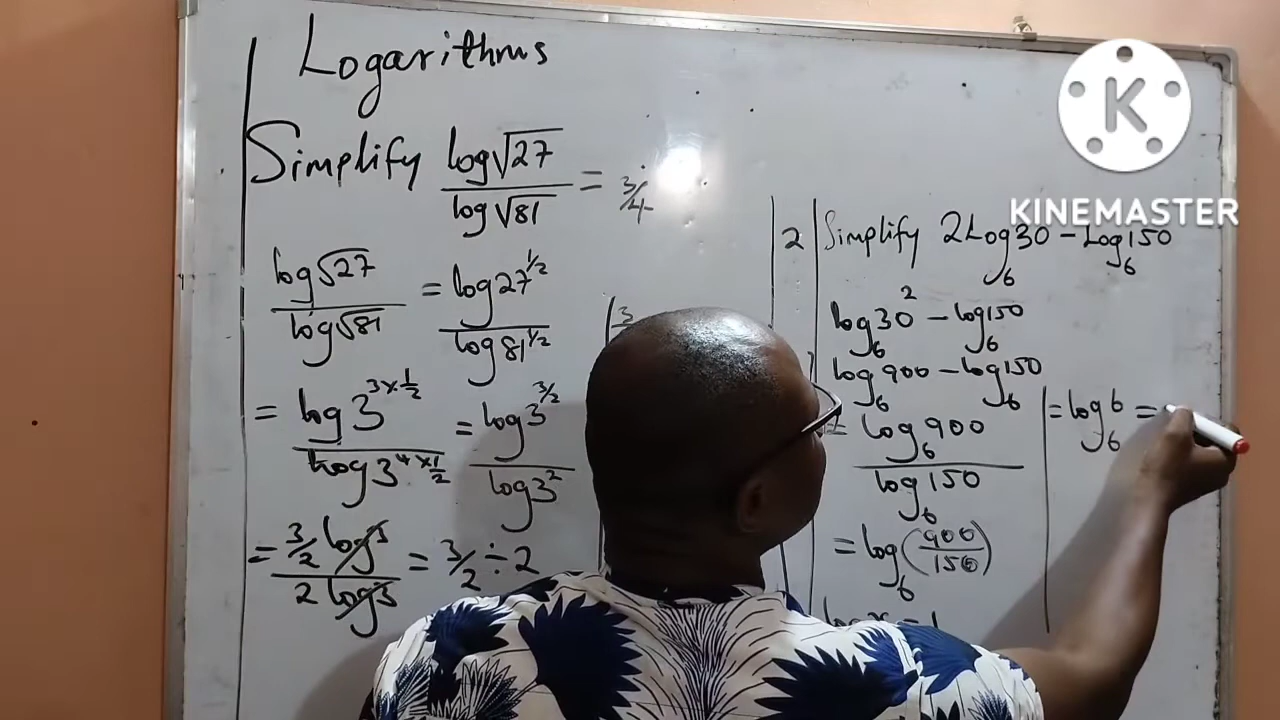 Logarithms
Simplify log√27 / log√81 = 3/4
log√27 / log√81 = log27^1/2 / log81^1/2
= log3^3×1/2 / log3^4×1/2 = log3^3/2 / log3^2
= 3/2 log3 / 2 log3 = 3/2 ÷ 2
K
KINEMASTER
2 Simplify 2Log₆30 - Log₆150
log₆30² - log₆150
log₆900 - log₆150
= log₆900 / log₆150
= log₆(900/150)
= log₆6 =